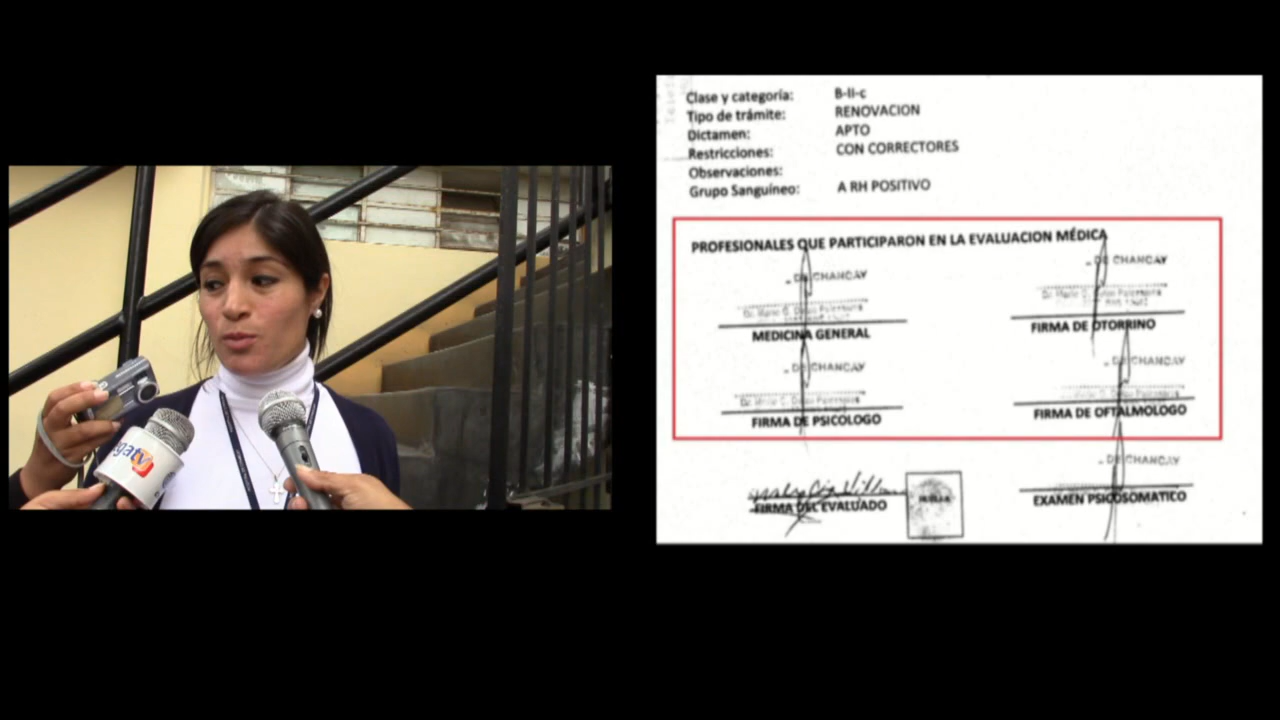 gatv
Clase y categoría: B-II-c
Tipo de trámite: RENOVACION
Dictamen: APTO
Restricciones: CON CORRECTORES
Observaciones:
Grupo Sanguíneo: A RH POSITIVO
PROFESIONALES QUE PARTICIPARON EN LA EVALUACION MÉDICA
DE CHANCAY
DE CHANCAY
MEDICINA GENERAL
FIRMA DE OTORRINO
DE CHANCAY
DE CHANCAY
FIRMA DE PSICOLOGO
FIRMA DE OFTALMOLOGO
DE CHANCAY
FIRMA DEL EVALUADO
HUELLA
EXAMEN PSICOSOMATICO